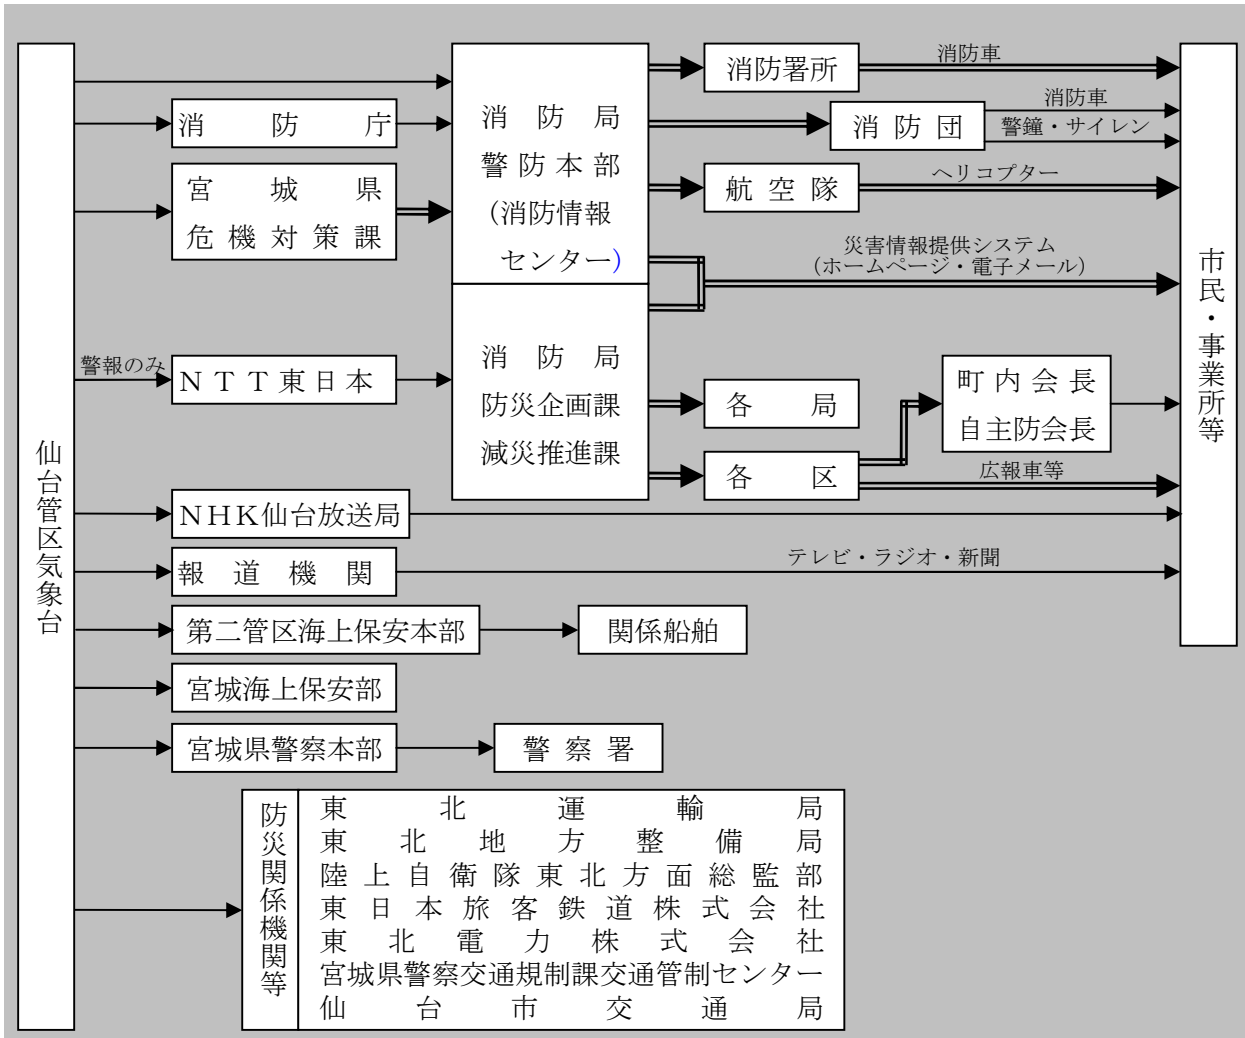 仙台管区気象台
消防庁
宮城県
危機対策課
警報のみ
NTT東日本
NHK仙台放送局
報道機関
第二管区海上保安本部
関係船舶
宮城海上保安部
宮城県警察本部
警察署
消防局
警防本部
(消防情報
センター)
消防局
防災企画課
減災推進課
消防署所
消防車
消防団
消防車
警鐘・サイレン
航空隊
ヘリコプター
災害情報提供システム
(ホームページ・電子メール)
各局
各区
町内会長
自主防会長
広報車等
テレビ・ラジオ・新聞
市民・事業所等
防災関係機関等
東北運輸局
東北地方整備局
陸上自衛隊東北方面総監部
東日本旅客鉄道株式会社
東北電力株式会社
宮城県警察交通規制課交通管制センター
仙台市交通局